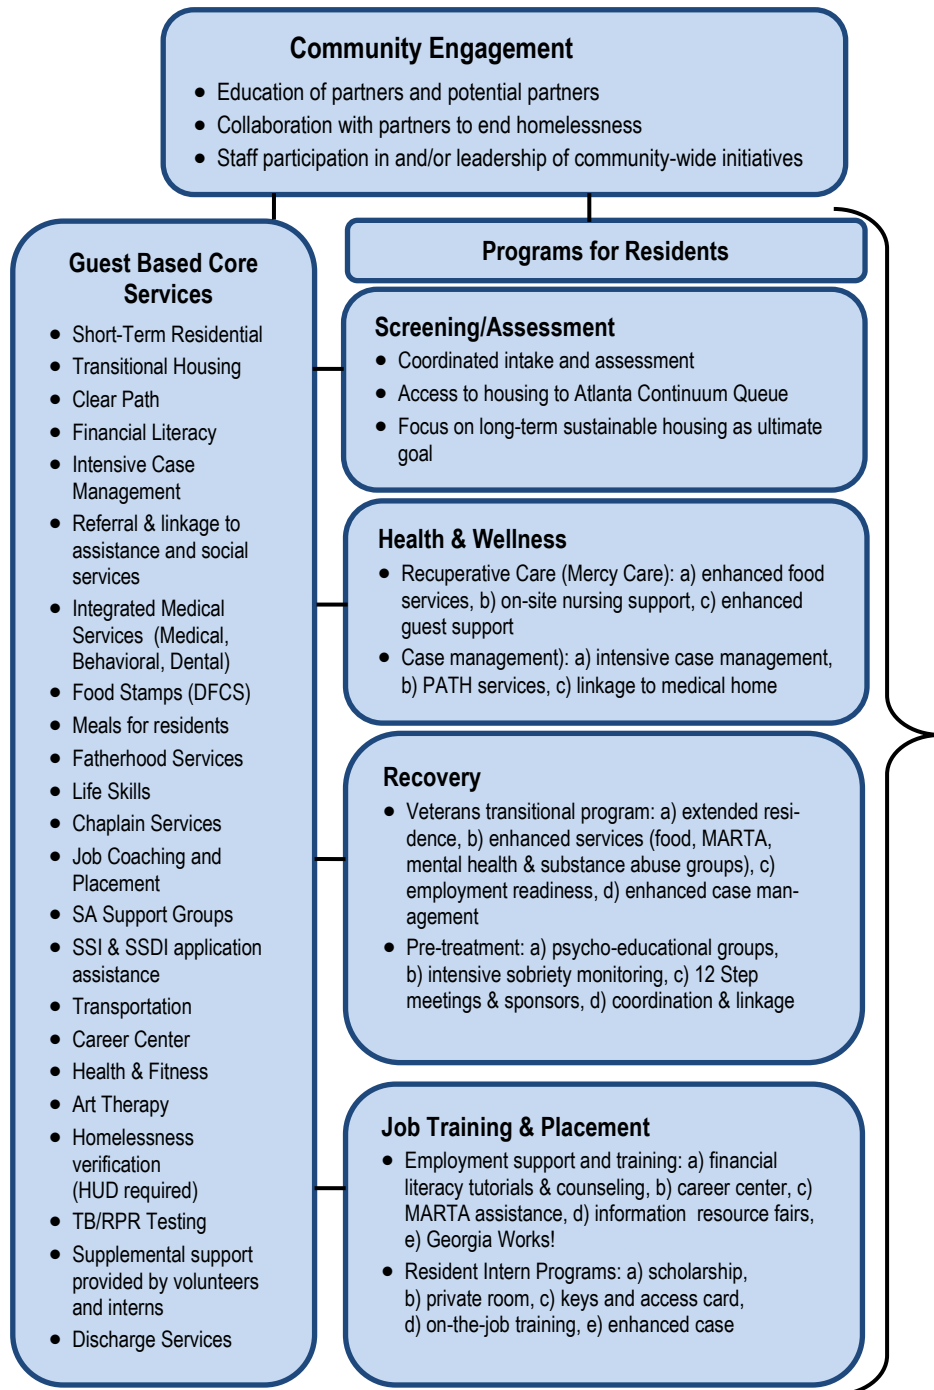 Community Engagement
● Education of partners and potential partners
● Collaboration with partners to end homelessness
● Staff participation in and/or leadership of community-wide initiatives
Guest Based Core
Services
● Short-Term Residential
● Transitional Housing
● Clear Path
● Financial Literacy
● Intensive Case
Management
● Referral & linkage to
assistance and social
services
● Integrated Medical
Services (Medical,
Behavioral, Dental)
● Food Stamps (DFCS)
● Meals for residents
● Fatherhood Services
● Life Skills
● Chaplain Services
● Job Coaching and
Placement
● SA Support Groups
● SSI & SSDI application
assistance
● Transportation
● Career Center
● Health & Fitness
● Art Therapy
● Homelessness
verification
(HUD required)
● TB/RPR Testing
● Supplemental support
provided by volunteers
and interns
● Discharge Services
Programs for Residents
Screening/Assessment
● Coordinated intake and assessment
● Access to housing to Atlanta Continuum Queue
● Focus on long-term sustainable housing as ultimate
goal
Health & Wellness
● Recuperative Care (Mercy Care): a) enhanced food
services, b) on-site nursing support, c) enhanced
guest support
● Case management): a) intensive case management,
b) PATH services, c) linkage to medical home
Recovery
● Veterans transitional program: a) extended resi-
dence, b) enhanced services (food, MARTA,
mental health & substance abuse groups), c)
employment readiness, d) enhanced case man-
agement
● Pre-treatment: a) psycho-educational groups,
b) intensive sobriety monitoring, c) 12 Step
meetings & sponsors, d) coordination & linkage
Job Training & Placement
● Employment support and training: a) financial
literacy tutorials & counseling, b) career center, c)
MARTA assistance, d) information resource fairs,
e) Georgia Works!
● Resident Intern Programs: a) scholarship,
b) private room, c) keys and access card,
d) on-the-job training, e) enhanced case